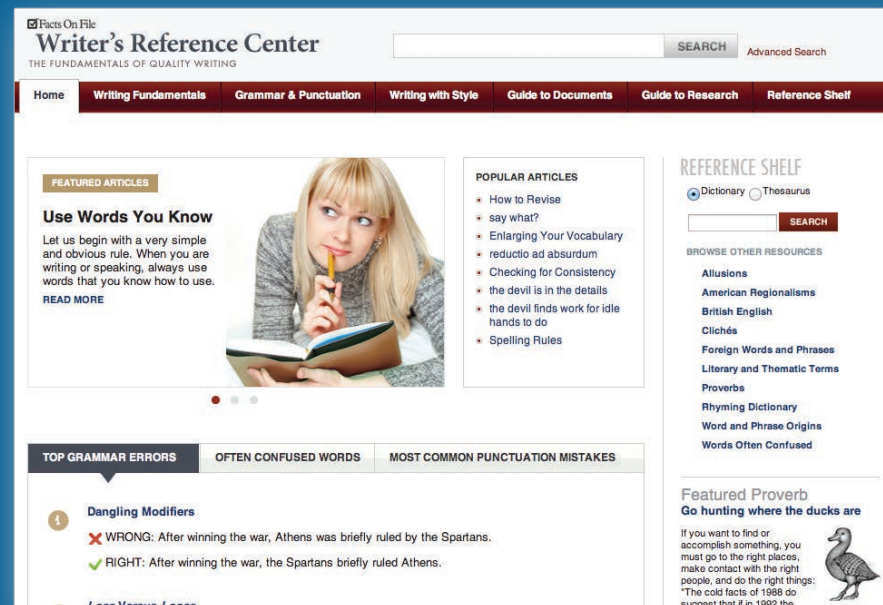 Facts On File
Writer's Reference Center
THE FUNDAMENTALS OF QUALITY WRITING
SEARCH
Advanced Search
Home
Writing Fundamentals
Grammar & Punctuation
Writing with Style
Guide to Documents
Guide to Research
Reference Shelf
FEATURED ARTICLES
Use Words You Know
Let us begin with a very simple
and obvious rule. When you are
writing or speaking, always use
words that you know how to use.
READ MORE
POPULAR ARTICLES
How to Revise
say what?
Enlarging Your Vocabulary
reductio ad absurdum
Checking for Consistency
the devil is in the details
the devil finds work for idle
hands to do
Spelling Rules
REFERENCE SHELF
Dictionary
Thesaurus
SEARCH
BROWSE OTHER RESOURCES
Allusions
American Regionalisms
British English
Clichés
Foreign Words and Phrases
Literary and Thematic Terms
Proverbs
Rhyming Dictionary
Word and Phrase Origins
Words Often Confused
TOP GRAMMAR ERRORS
OFTEN CONFUSED WORDS
MOST COMMON PUNCTUATION MISTAKES
Dangling Modifiers
WRONG: After winning the war, Athens was briefly ruled by the Spartans.
RIGHT: After winning the war, the Spartans briefly ruled Athens.
Featured Proverb
Go hunting where the ducks are
If you want to find or
accomplish something, you
must go to the right places,
make contact with the right
people, and do the right things:
"The cold facts of 1988 do
suggest that if in 1992 the